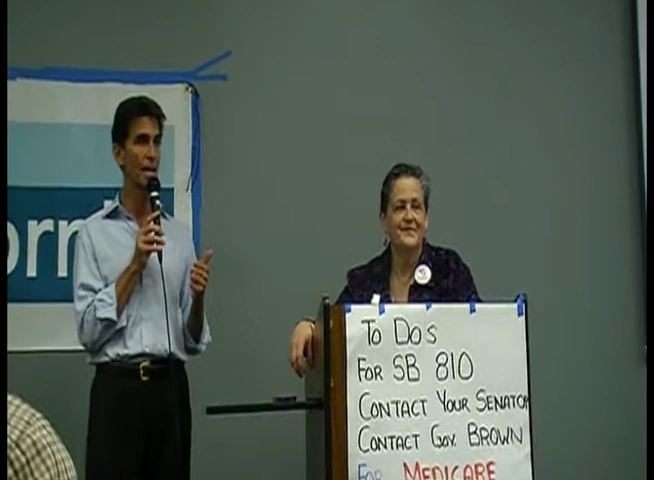 orni
To Dos
For SB 810
Contact Your Senator
Contact Gov. Brown
For Medicare